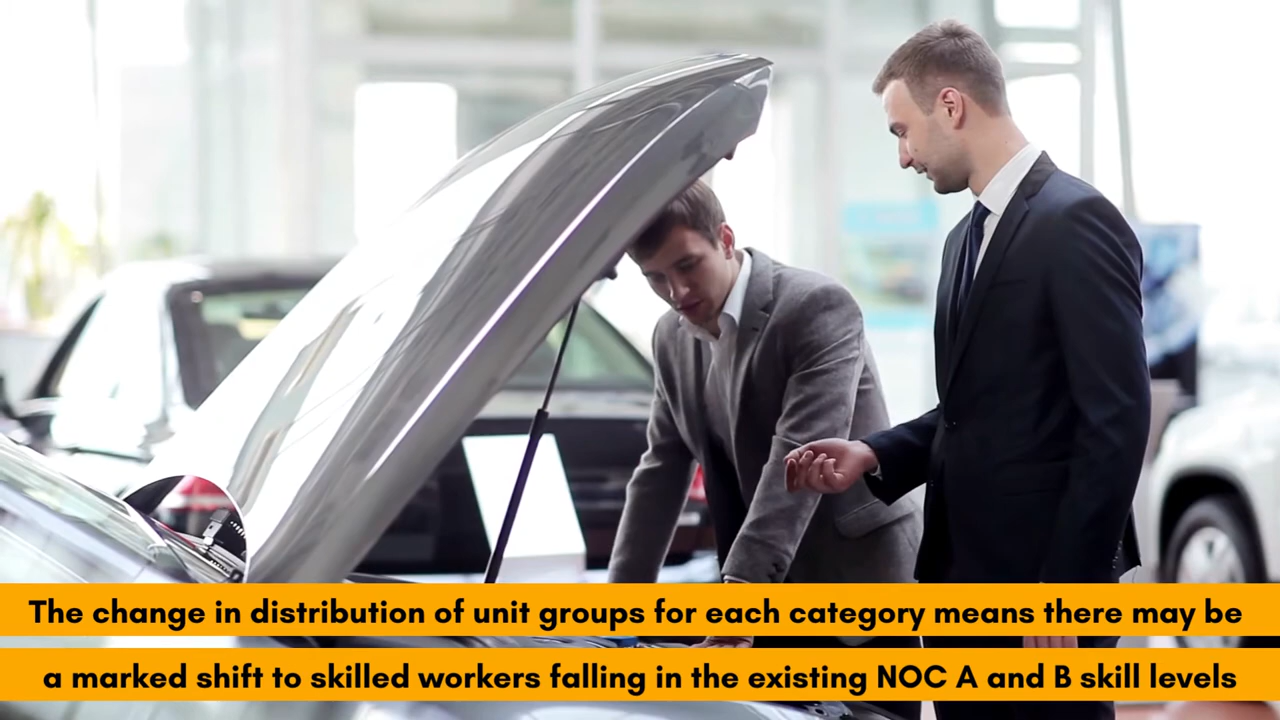 The change in distribution of unit groups for each category means there may be
a marked shift to skilled workers falling in the existing NOC A and B skill levels